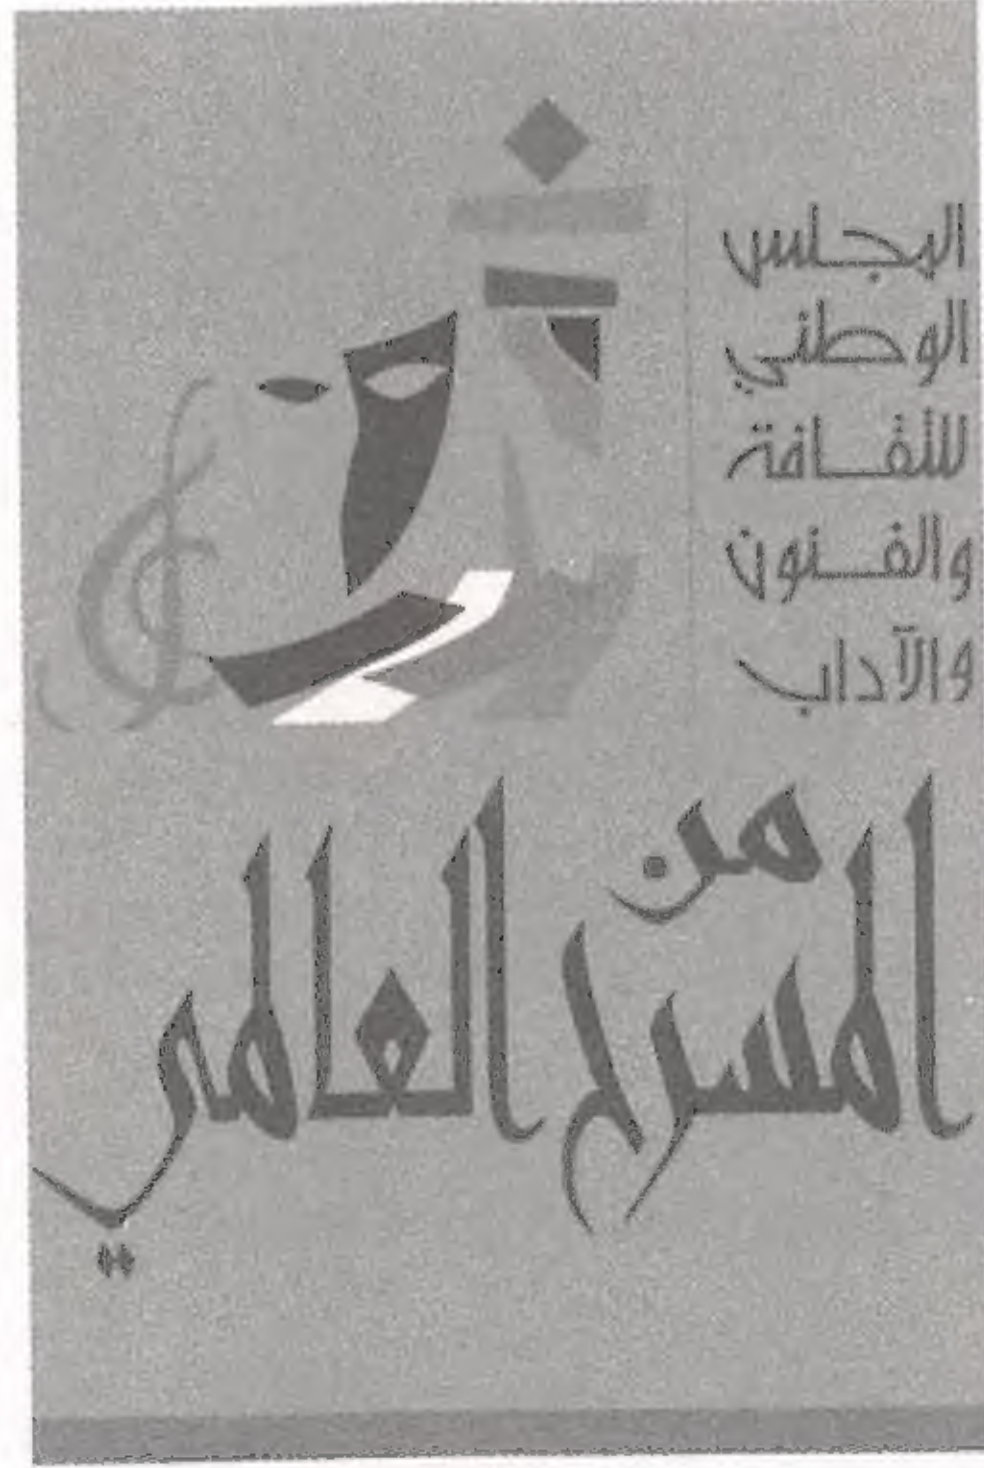 المجلس
الوطني
للثقافة
والفنون
والآداب
من
المسرح العالمي